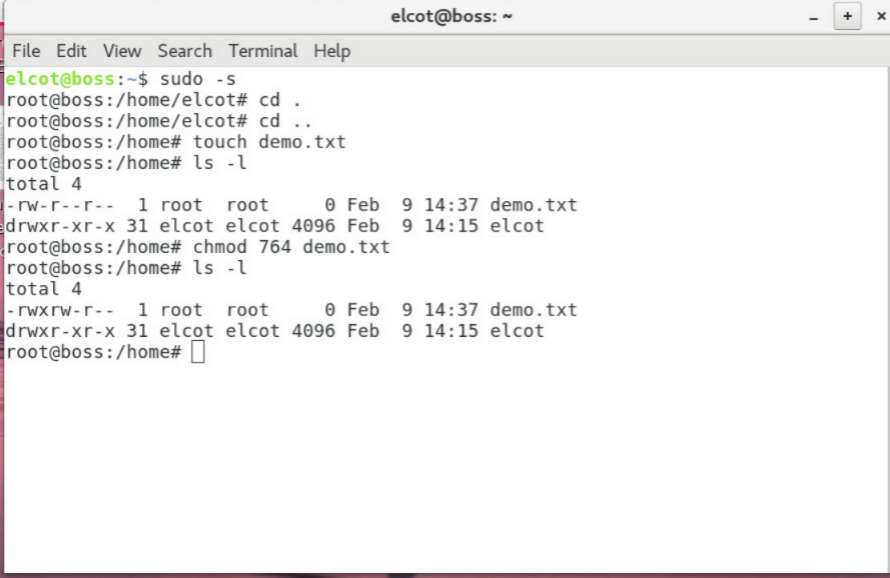 elcot@boss: ~
File Edit View Search Terminal Help
elcot@boss:~$ sudo -s
root@boss:/home/elcot# cd .
root@boss:/home/elcot# cd ..
root@boss:/home# touch demo.txt
root@boss:/home# ls -l
total 4
-rw-r--r--  1 root  root     0 Feb  9 14:37 demo.txt
drwxr-xr-x 31 elcot elcot 4096 Feb  9 14:15 elcot
root@boss:/home# chmod 764 demo.txt
root@boss:/home# ls -l
total 4
-rwxrw-r--  1 root  root     0 Feb  9 14:37 demo.txt
drwxr-xr-x 31 elcot elcot 4096 Feb  9 14:15 elcot
root@boss:/home#